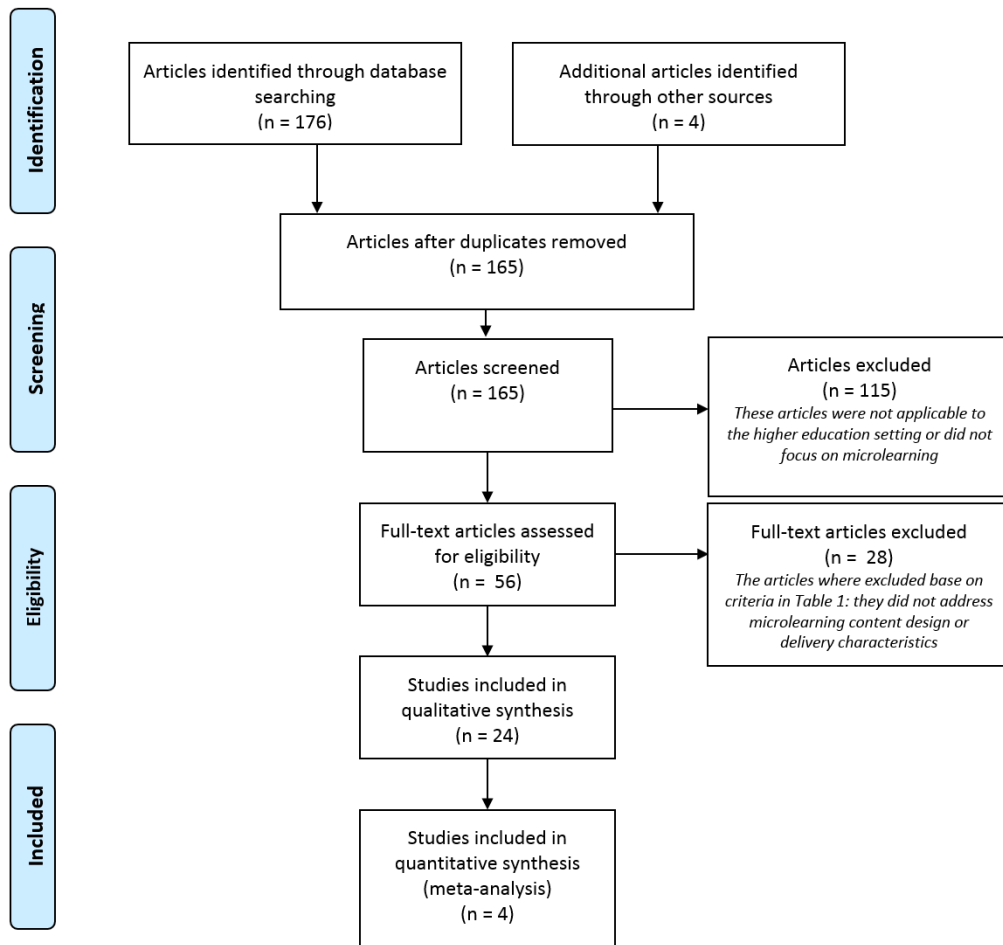 Identification
Articles identified through database
searching
(n = 176)
Additional articles identified
through other sources
(n = 4)
Screening
Articles after duplicates removed
(n = 165)
Articles screened
(n = 165)
Articles excluded
(n = 115)
These articles were not applicable to
the higher education setting or did not
focus on microlearning
Eligibility
Full-text articles assessed
for eligibility
(n = 56)
Full-text articles excluded
(n = 28)
The articles where excluded base on
criteria in Table 1: they did not address
microlearning content design or
delivery characteristics
Studies included in
qualitative synthesis
(n = 24)
Included
Studies included in
quantitative synthesis
(meta-analysis)
(n = 4)